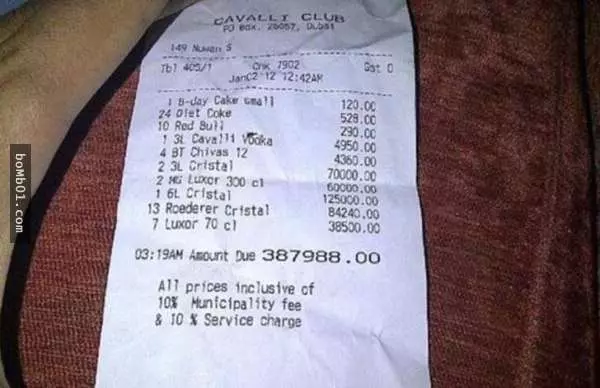 CAVALLI CLUB
PO Box.
149 Nuwan S
Tbl 405/1 Chk 7902 Gst 0
Jan02'12 12:42AM
1 B-day Cake small 120.00
24 Diet Coke 528.00
10 Red Bull 290.00
1 3L Cavalli Vodka 4950.00
4 BT Chivas 12 4360.00
2 3L Cristal 70000.00
2 MG Luxor 300 cl 60000.00
1 6L Cristal 125000.00
13 Roederer Cristal 84240.00
7 Luxor 70 cl 38500.00
03:19AM Amount Due 387988.00
All prices inclusive of
10% Municipality fee
& 10 % Service charge
boMb01.com